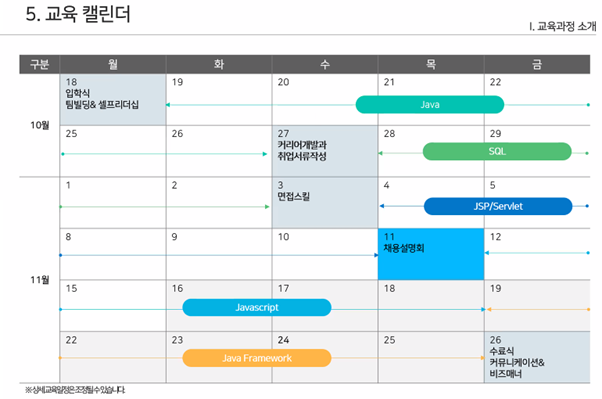 5. 교육 캘린더
I. 교육과정 소개
구분 월 화 수 목 금
10월
18 19 20 21 22
입학식
팀빌딩& 셀프리더십
Java
25 26 27 28 29
커리어개발과
취업서류작성
SQL
11월
1 2 3 4 5
면접스킬
JSP/Servlet
8 9 10 11 12
채용설명회
15 16 17 18 19
Javascript
22 23 24 25 26
Java Framework
수료식
커뮤니케이션&
비즈매너
※상세교육일정은조정될수있습니다.